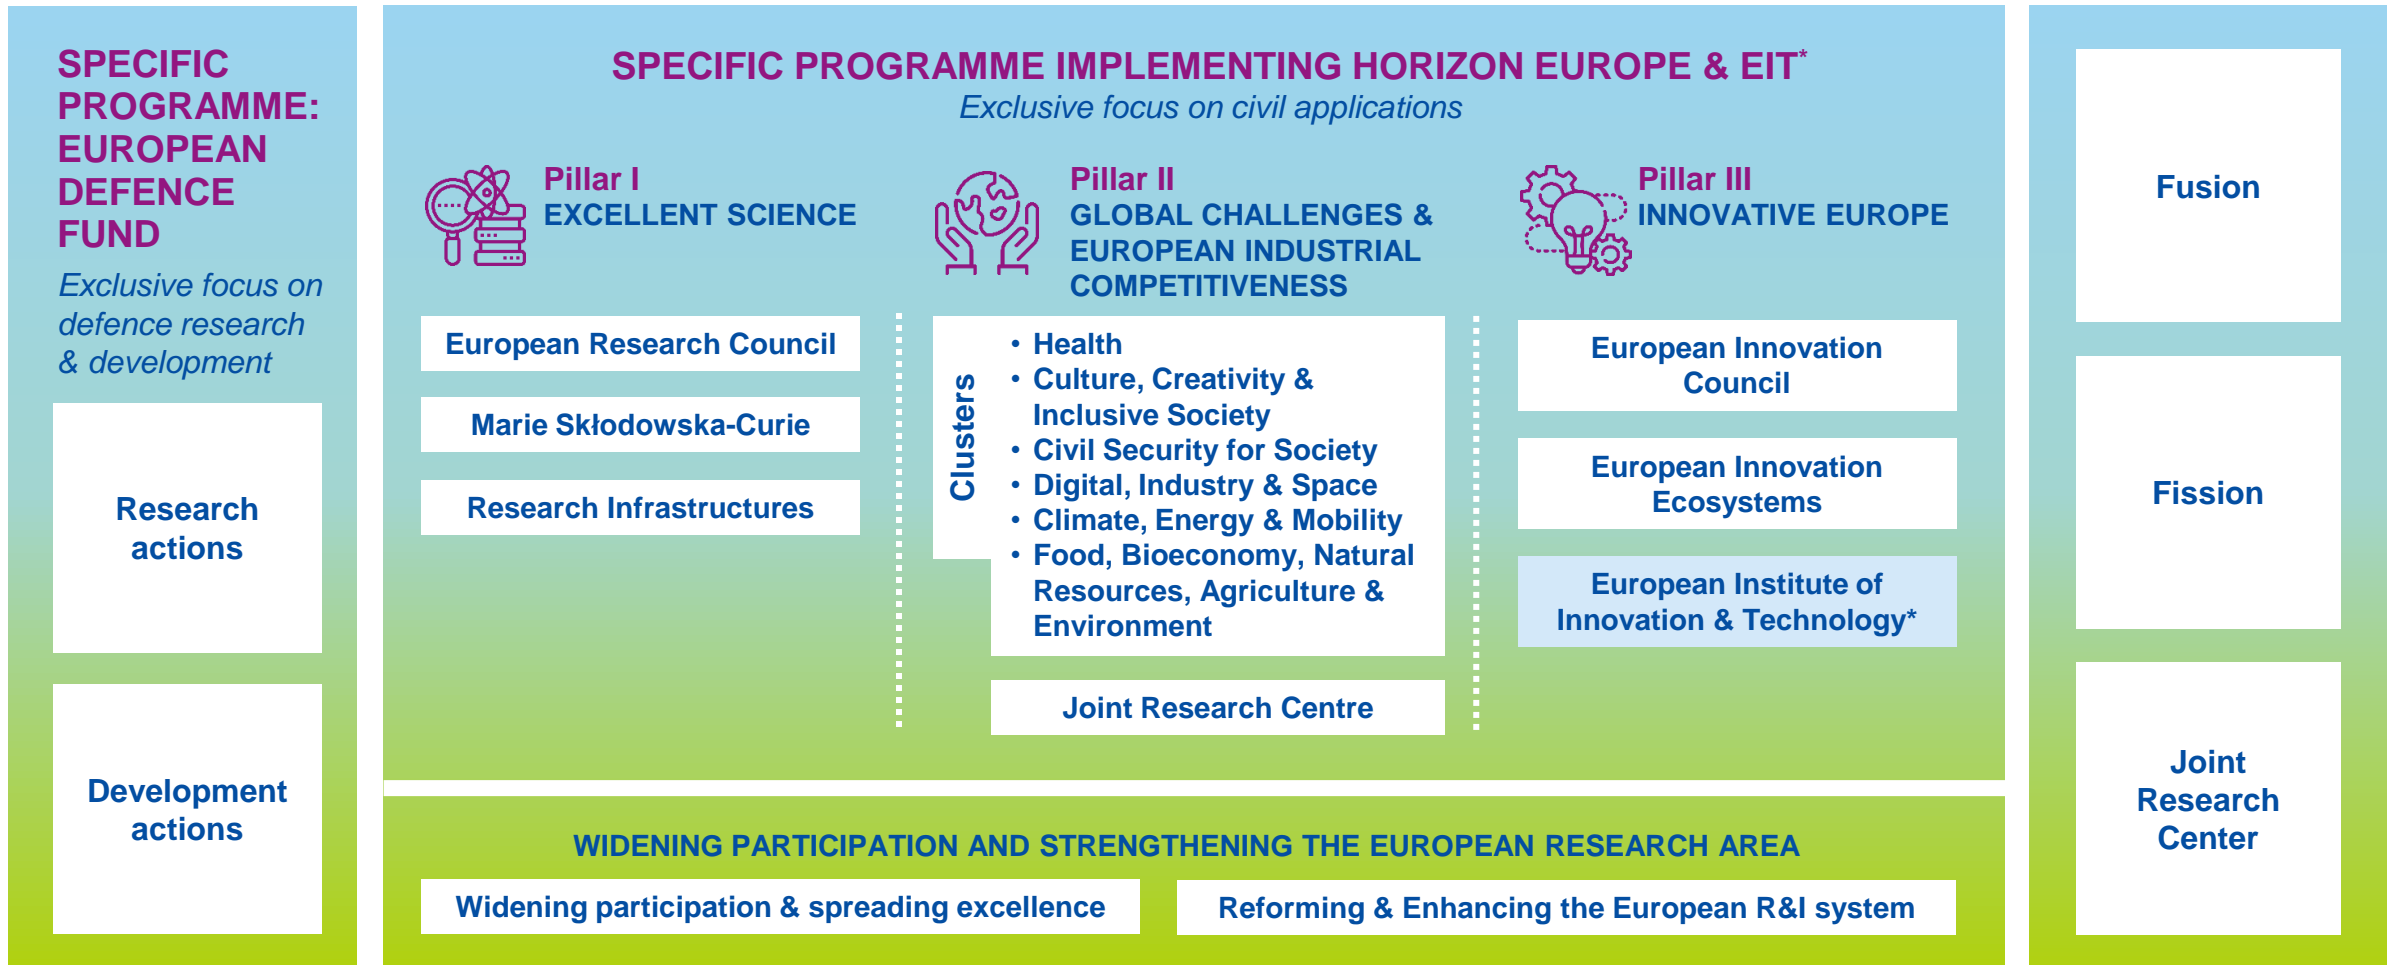 SPECIFIC
PROGRAMME:
EUROPEAN
DEFENCE
FUND
Exclusive focus on
defence research
& development
Research
actions
Development
actions
SPECIFIC PROGRAMME IMPLEMENTING HORIZON EUROPE & EIT*
Exclusive focus on civil applications
Pillar I
EXCELLENT SCIENCE
European Research Council
Marie Skłodowska-Curie
Research Infrastructures
Pillar II
GLOBAL CHALLENGES &
EUROPEAN INDUSTRIAL
COMPETITIVENESS
Clusters
• Health
• Culture, Creativity &
Inclusive Society
• Civil Security for Society
• Digital, Industry & Space
• Climate, Energy & Mobility
• Food, Bioeconomy, Natural
Resources, Agriculture &
Environment
Joint Research Centre
Pillar III
INNOVATIVE EUROPE
European Innovation
Council
European Innovation
Ecosystems
European Institute of
Innovation & Technology*
WIDENING PARTICIPATION AND STRENGTHENING THE EUROPEAN RESEARCH AREA
Widening participation & spreading excellence
Reforming & Enhancing the European R&I system
Fusion
Fission
Joint
Research
Center